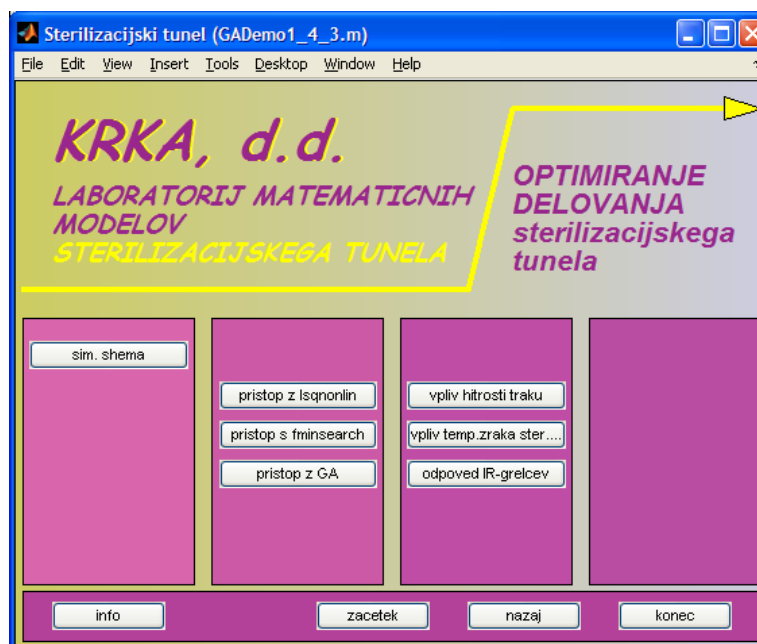 Sterilizacijski tunel (GADemo1_4_3.m)
File Edit View Insert Tools Desktop Window Help
KRKA, d.d.
LABORATORIJ MATEMATICNIH
MODELOV
STERILIZACIJSKEGA TUNELA
OPTIMIRANJE
DELOVANJA
sterilizacijskega
tunela
sim. shema
pristop z lsqnonlin
pristop s fminsearch
pristop z GA
vpliv hitrosti traku
vpliv temp.zraka ster....
odpoved IR-grelcev
info
zacetek
nazaj
konec